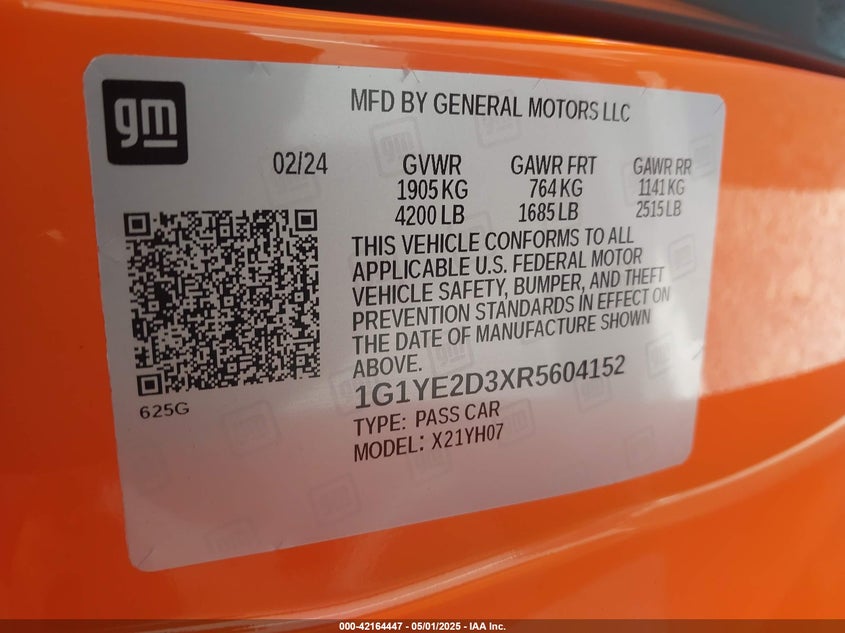 gm
MFD BY GENERAL MOTORS LLC
02/24 GVWR GAWR FRT GAWR RR
1905 KG 764 KG 1141 KG
4200 LB 1685 LB 2515 LB
THIS VEHICLE CONFORMS TO ALL
APPLICABLE U.S. FEDERAL MOTOR
VEHICLE SAFETY, BUMPER, AND THEFT
PREVENTION STANDARDS IN EFFECT ON
THE DATE OF MANUFACTURE SHOWN
ABOVE.
1G1YE2D3XR5604152
625G
TYPE: PASS CAR
MODEL: X21YH07
000-42164447 - 05/01/2025 - IAA Inc.